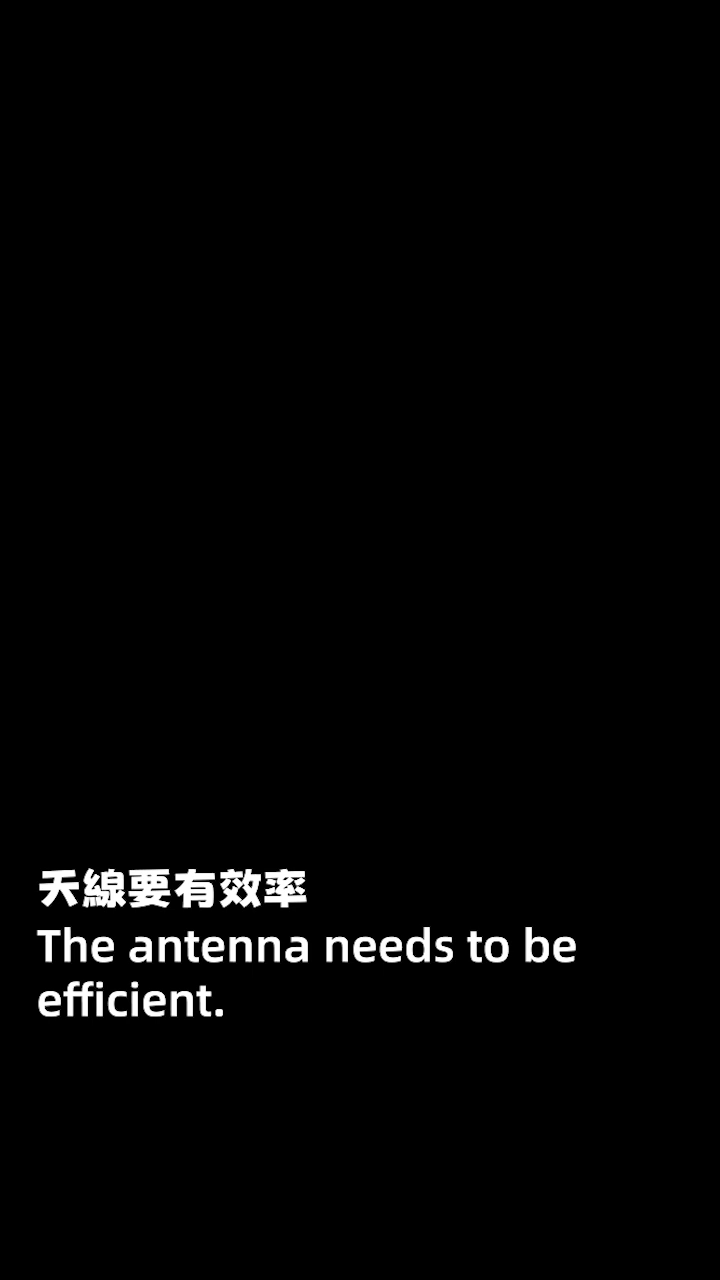 天線要有效率
The antenna needs to be
efficient.